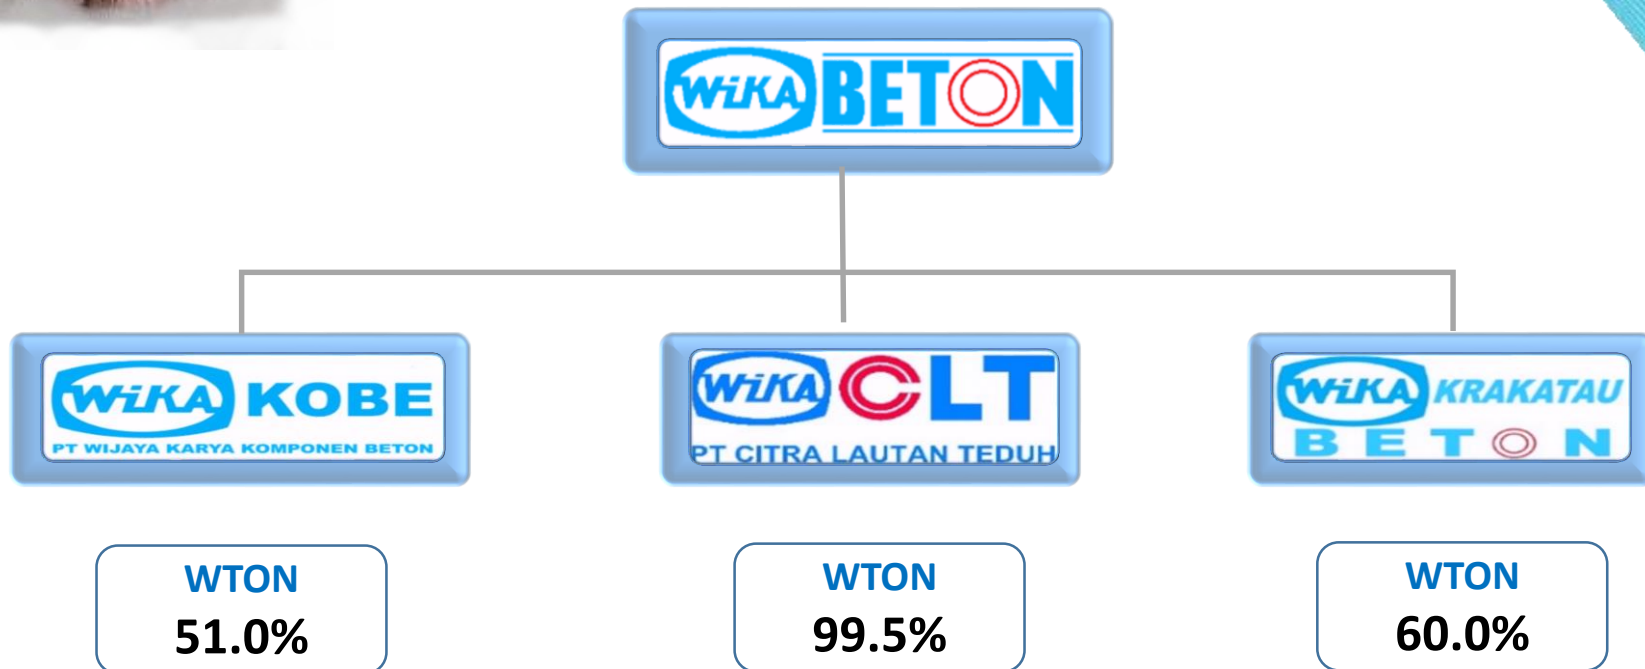 WiKA BETON
WiKA KOBE
PT WIJAYA KARYA KOMPONEN BETON
WiKA CLT
PT CITRA LAUTAN TEDUH
WiKA KRAKATAU
BETON
WTON
51.0%
WTON
99.5%
WTON
60.0%